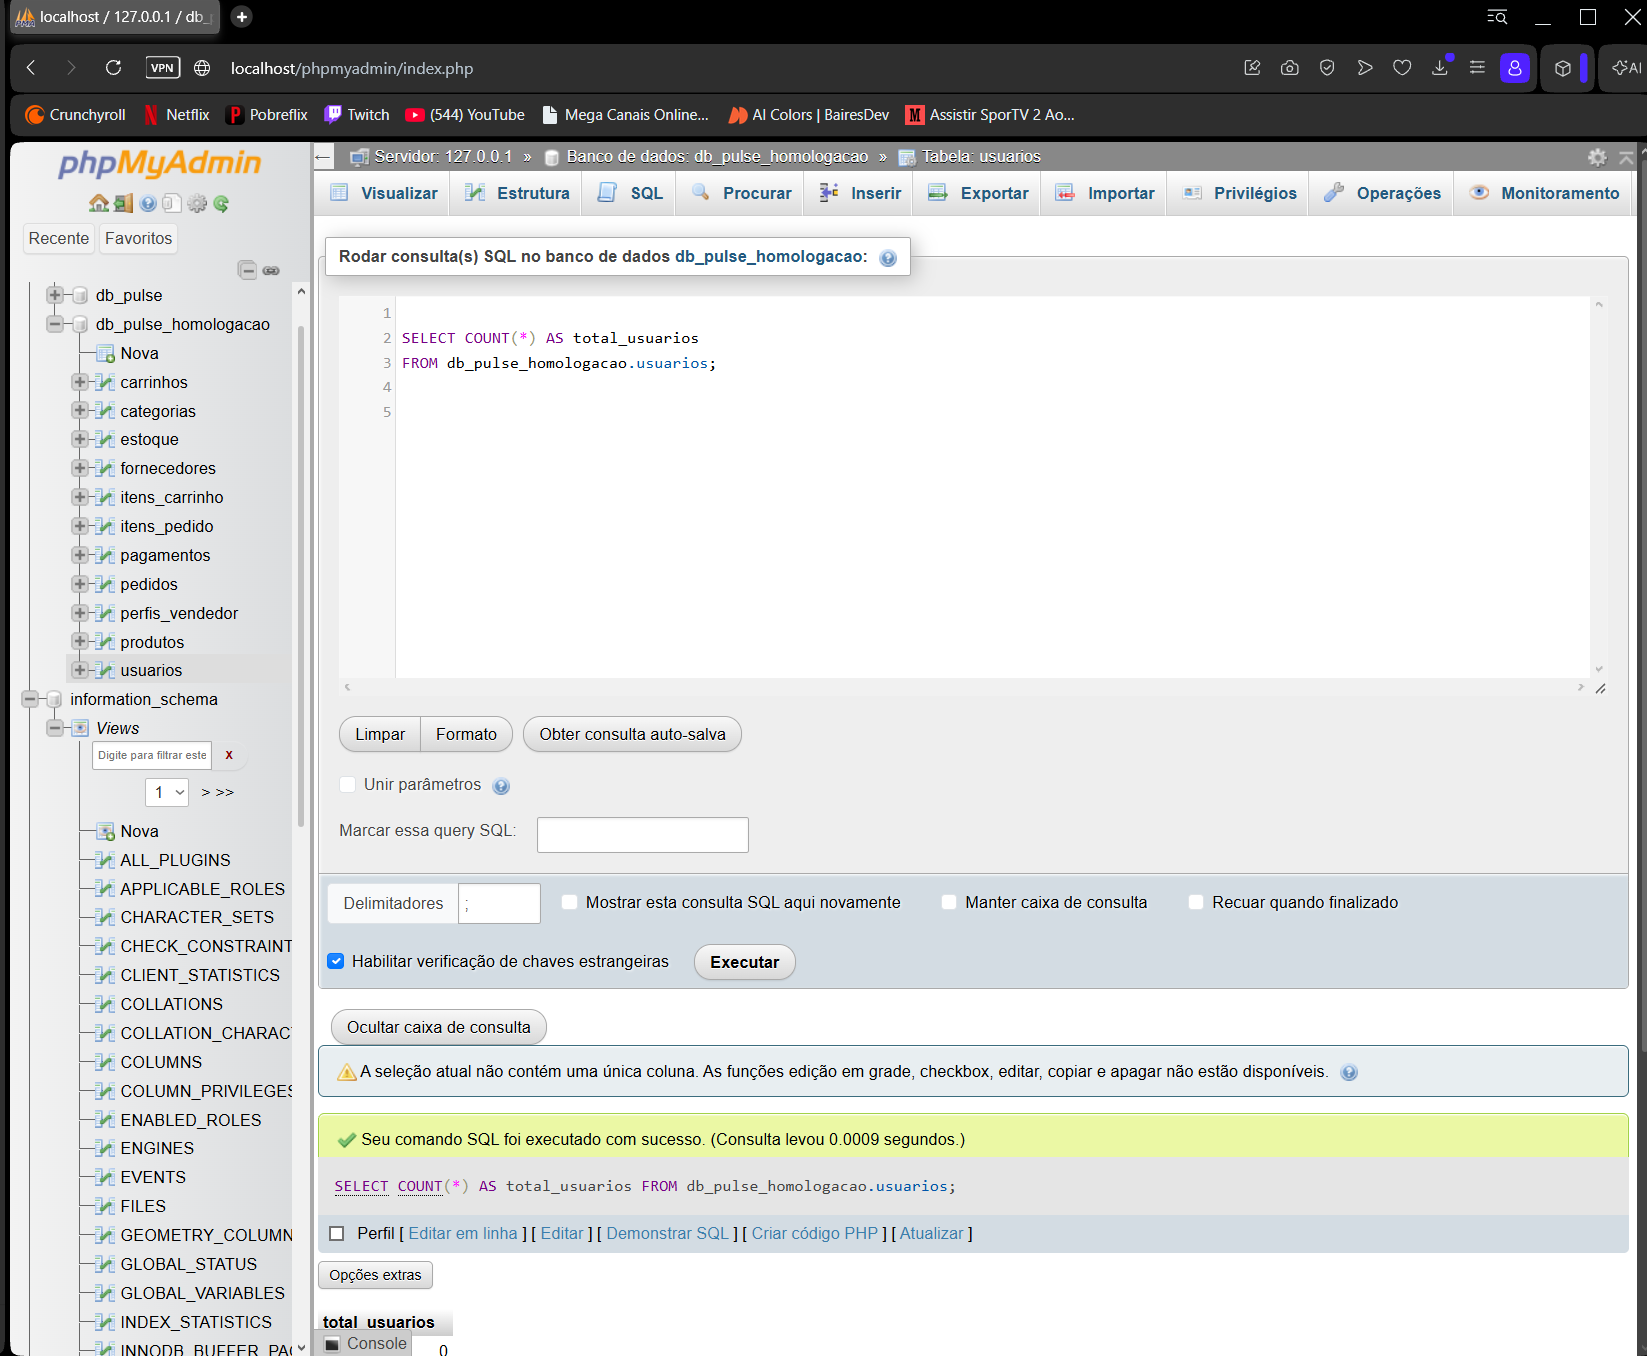 localhost / 127.0.0.1 / db_
VPN
localhost/phpmyadmin/index.php
AI
Crunchyroll
Netflix
Pobreflix
Twitch
(544) YouTube
Mega Canais Online...
AI Colors | BairesDev
Assistir SporTV 2 Ao...
phpMyAdmin
Recente
Favoritos
db_pulse
db_pulse_homologacao
Nova
carrinhos
categorias
estoque
fornecedores
itens_carrinho
itens_pedido
pagamentos
pedidos
perfis_vendedor
produtos
usuarios
information_schema
Views
Digite para filtrar este
X
1
> >>
Nova
ALL_PLUGINS
APPLICABLE_ROLES
CHARACTER_SETS
CHECK_CONSTRAINT
CLIENT_STATISTICS
COLLATIONS
COLLATION_CHARAC
COLUMNS
COLUMN_PRIVILEGES
ENABLED_ROLES
ENGINES
EVENTS
FILES
GEOMETRY_COLUMN
GLOBAL_STATUS
GLOBAL_VARIABLES
INDEX_STATISTICS
INNODB_BUFFER_PA
Servidor: 127.0.0.1 » Banco de dados: db_pulse_homologacao » Tabela: usuarios
Visualizar
Estrutura
SQL
Procurar
Inserir
Exportar
Importar
Privilégios
Operações
Monitoramento
Rodar consulta(s) SQL no banco de dados db_pulse_homologacao:
1
2 SELECT COUNT(*) AS total_usuarios
3 FROM db_pulse_homologacao.usuarios;
4
5
Limpar
Formato
Obter consulta auto-salva
Unir parâmetros
Marcar essa query SQL:
Delimitadores ;
Mostrar esta consulta SQL aqui novamente
Manter caixa de consulta
Recuar quando finalizado
Habilitar verificação de chaves estrangeiras
Executar
Ocultar caixa de consulta
A seleção atual não contém uma única coluna. As funções edição em grade, checkbox, editar, copiar e apagar não estão disponíveis.
Seu comando SQL foi executado com sucesso. (Consulta levou 0.0009 segundos.)
SELECT COUNT(*) AS total_usuarios FROM db_pulse_homologacao.usuarios;
Perfil [ Editar em linha ] [ Editar ] [ Demonstrar SQL ] [ Criar código PHP ] [ Atualizar ]
Opções extras
total_usuarios
Console
0